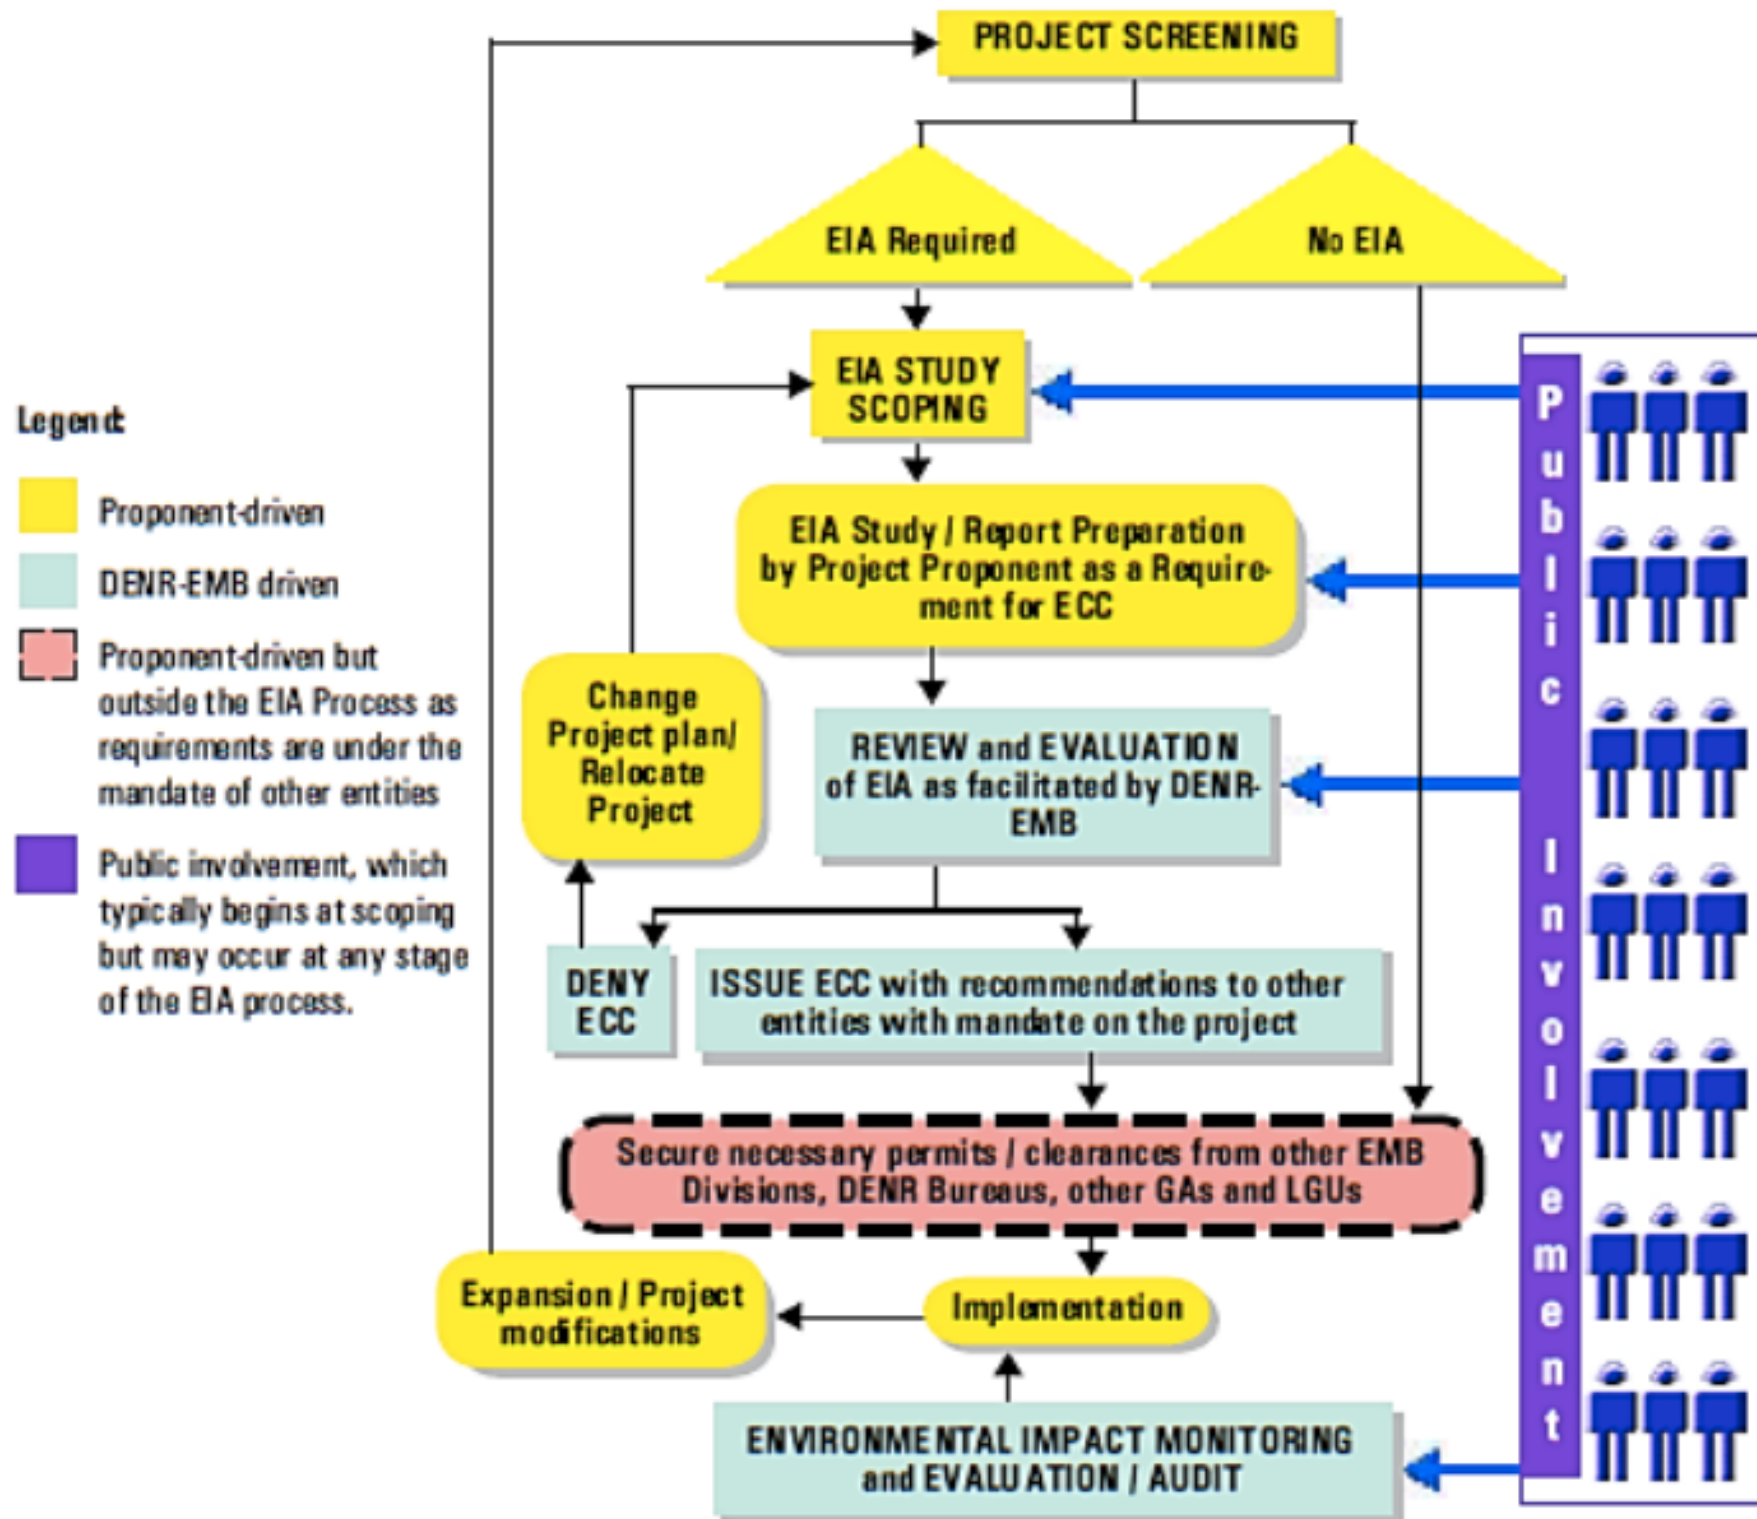 PROJECT SCREENING
EIA Required
No EIA
EIA STUDY
SCOPING
EIA Study / Report Preparation
by Project Proponent as a Require-
ment for ECC
Change
Project plan/
Relocate
Project
REVIEW and EVALUATION
of EIA as facilitated by DENR-
EMB
DENY
ECC
ISSUE ECC with recommendations to other
entities with mandate on the project
Secure necessary permits / clearances from other EMB
Divisions, DENR Bureaus, other GAs and LGUs
Expansion / Project
modifications
Implementation
ENVIRONMENTAL IMPACT MONITORING
and EVALUATION / AUDIT
Public Involvement
Legend:
Proponent-driven
DENR-EMB driven
Proponent-driven but
outside the EIA Process as
requirements are under the
mandate of other entities
Public involvement, which
typically begins at scoping
but may occur at any stage
of the EIA process.